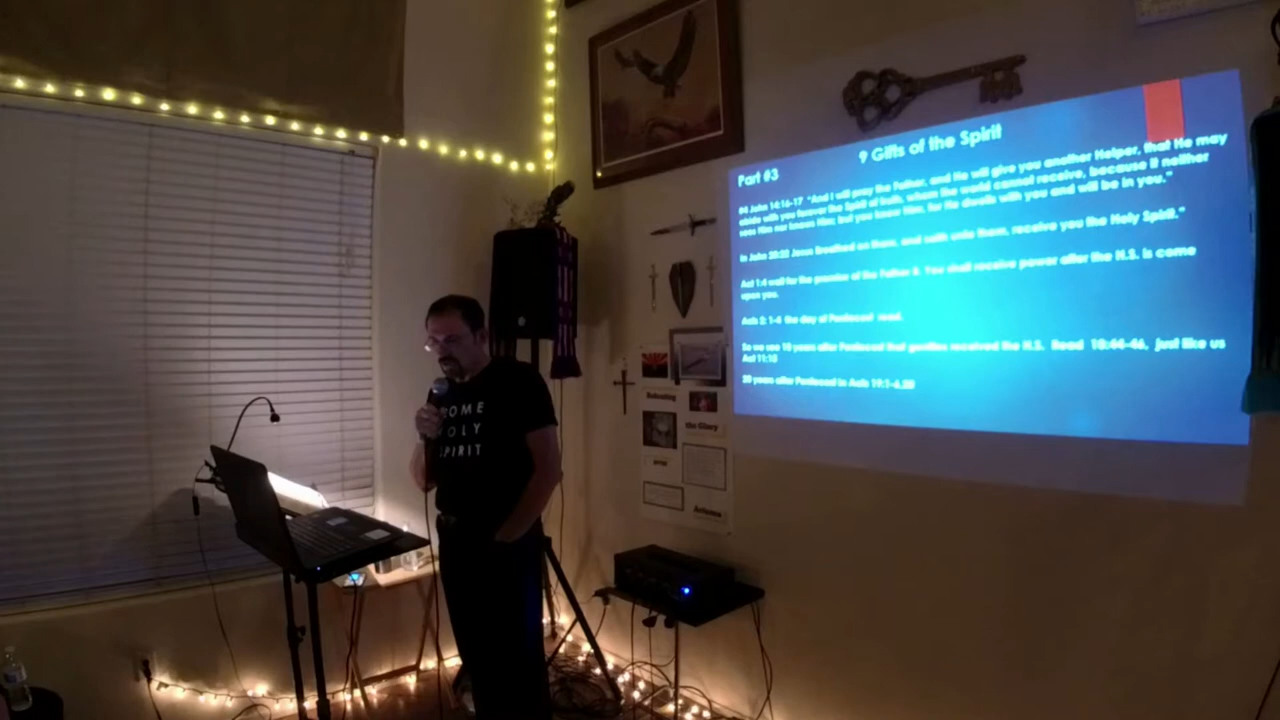 9 Gifts of the Spirit
Part #3
#4 John 14:16-17 "And I will pray the Father, and He will give you another Helper, that He may
abide with you forever the Spirit of truth, whom the world cannot receive, because it neither
sees Him nor knows Him; but you know Him, for He dwells with you and will be in you."
In John 20:22 Jesus breathed on them, and saith unto them, receive you the Holy Spirit."
Act 1:4 wait for the promise of the Father 8. You shall receive power after the H.S. is come
upon you.
Acts 2: 1-4 the day of Pentecost read.
So we see 10 years after Pentecost that gentiles received the H.S. Read 10:44-46, just like us
Act 11:15
20 years after Pentecost in Acts 19:1-6
OME
OLY
SPIRIT
the Glory
Arizona